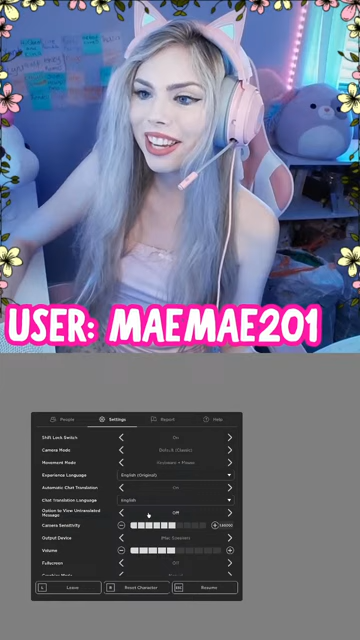 USER: MAEMAE201
People Settings Report Help
Shift Lock Switch On
Camera Mode Default (Classic)
Movement Mode
Experience Language English (Original)
Automatic Chat Translation On
Chat Translation Language English
Option to View Untranslated Off
Message
Camera Sensitivity
Output Device
Volume
Fullscreen Off
L Leave R Reset Character ESC Resume